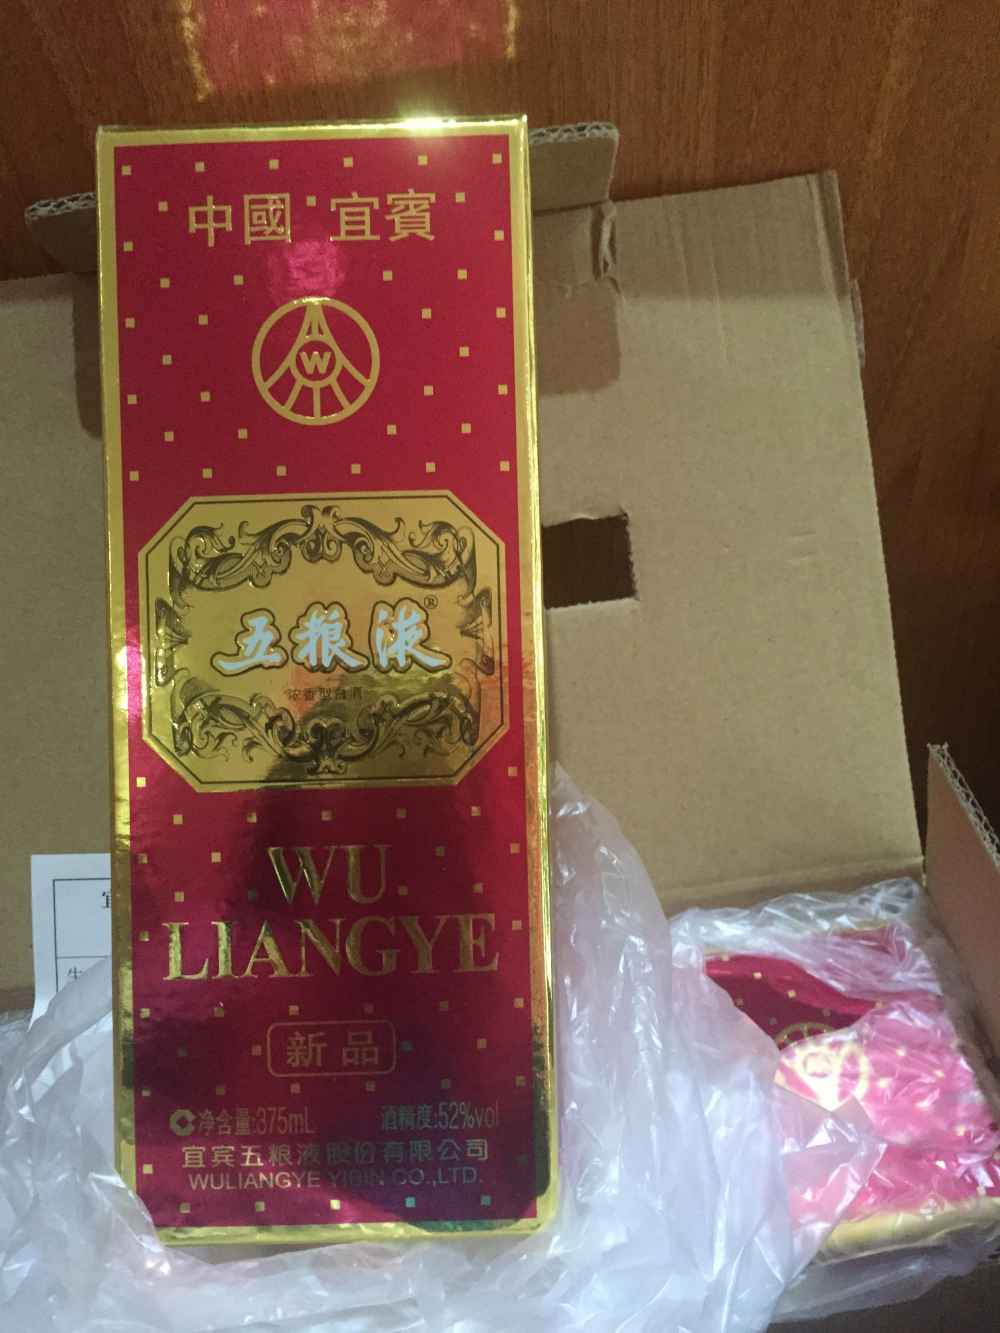 中國 宜賓
W
五粮液®
浓香型白酒
WU
LIANGYE
新品
净含量:375mL 酒精度:52%vol
宜宾五粮液股份有限公司
WULIANGYE YIBIN CO.,LTD.